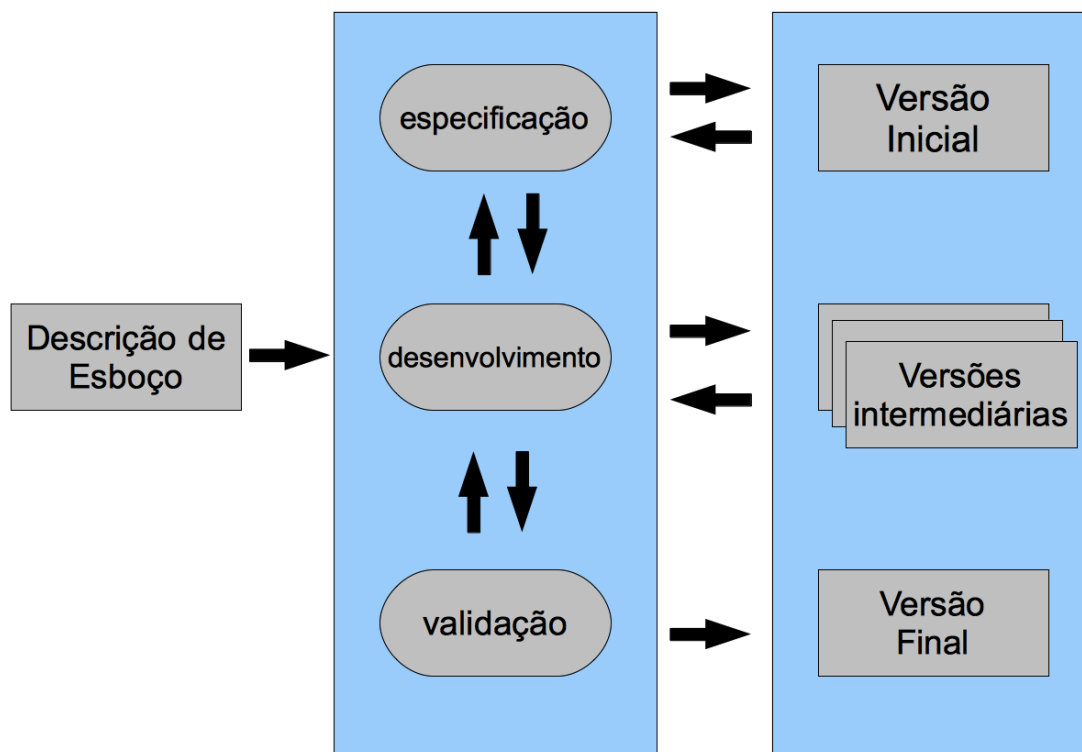 especificação
Versão
Inicial
Descrição de
Esboço
desenvolvimento
Versões
intermediárias
validação
Versão
Final